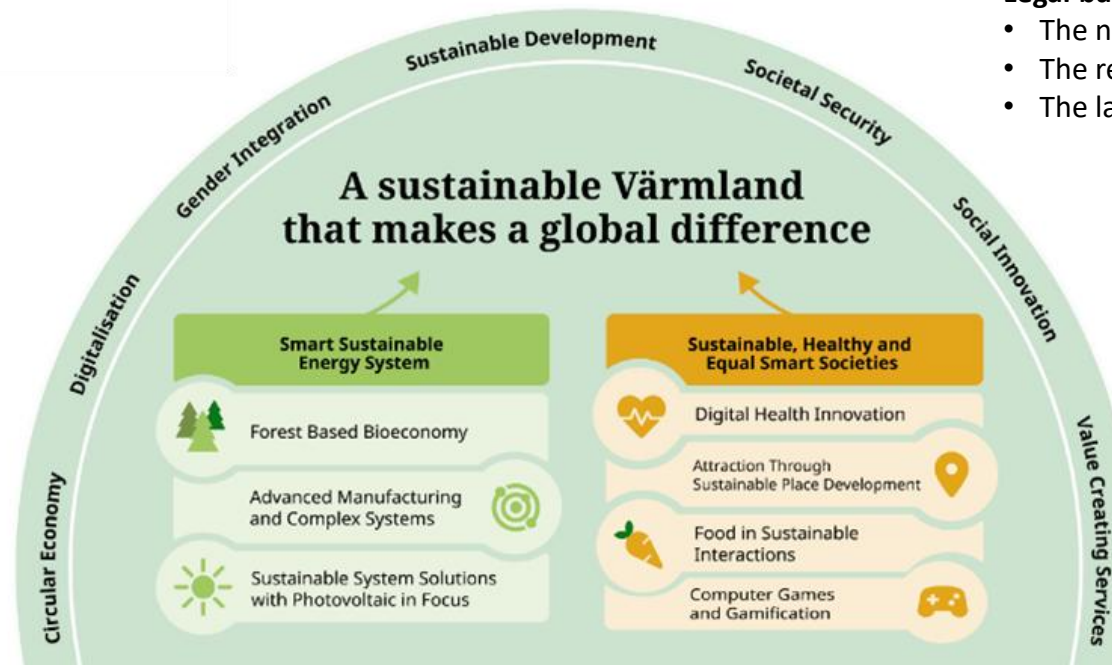 Legal ba
• The n
• The re
• The la
Circular Economy
Digitalisation
Gender Integration
Sustainable Development
Societal Security
Social Innovation
Value Creating Services
A sustainable Värmland
that makes a global difference
Smart Sustainable
Energy System
Forest Based Bioeconomy
Advanced Manufacturing
and Complex Systems
Sustainable System Solutions
with Photovoltaic in Focus
Sustainable, Healthy and
Equal Smart Societies
Digital Health Innovation
Attraction Through
Sustainable Place Development
Food in Sustainable
Interactions
Computer Games
and Gamification